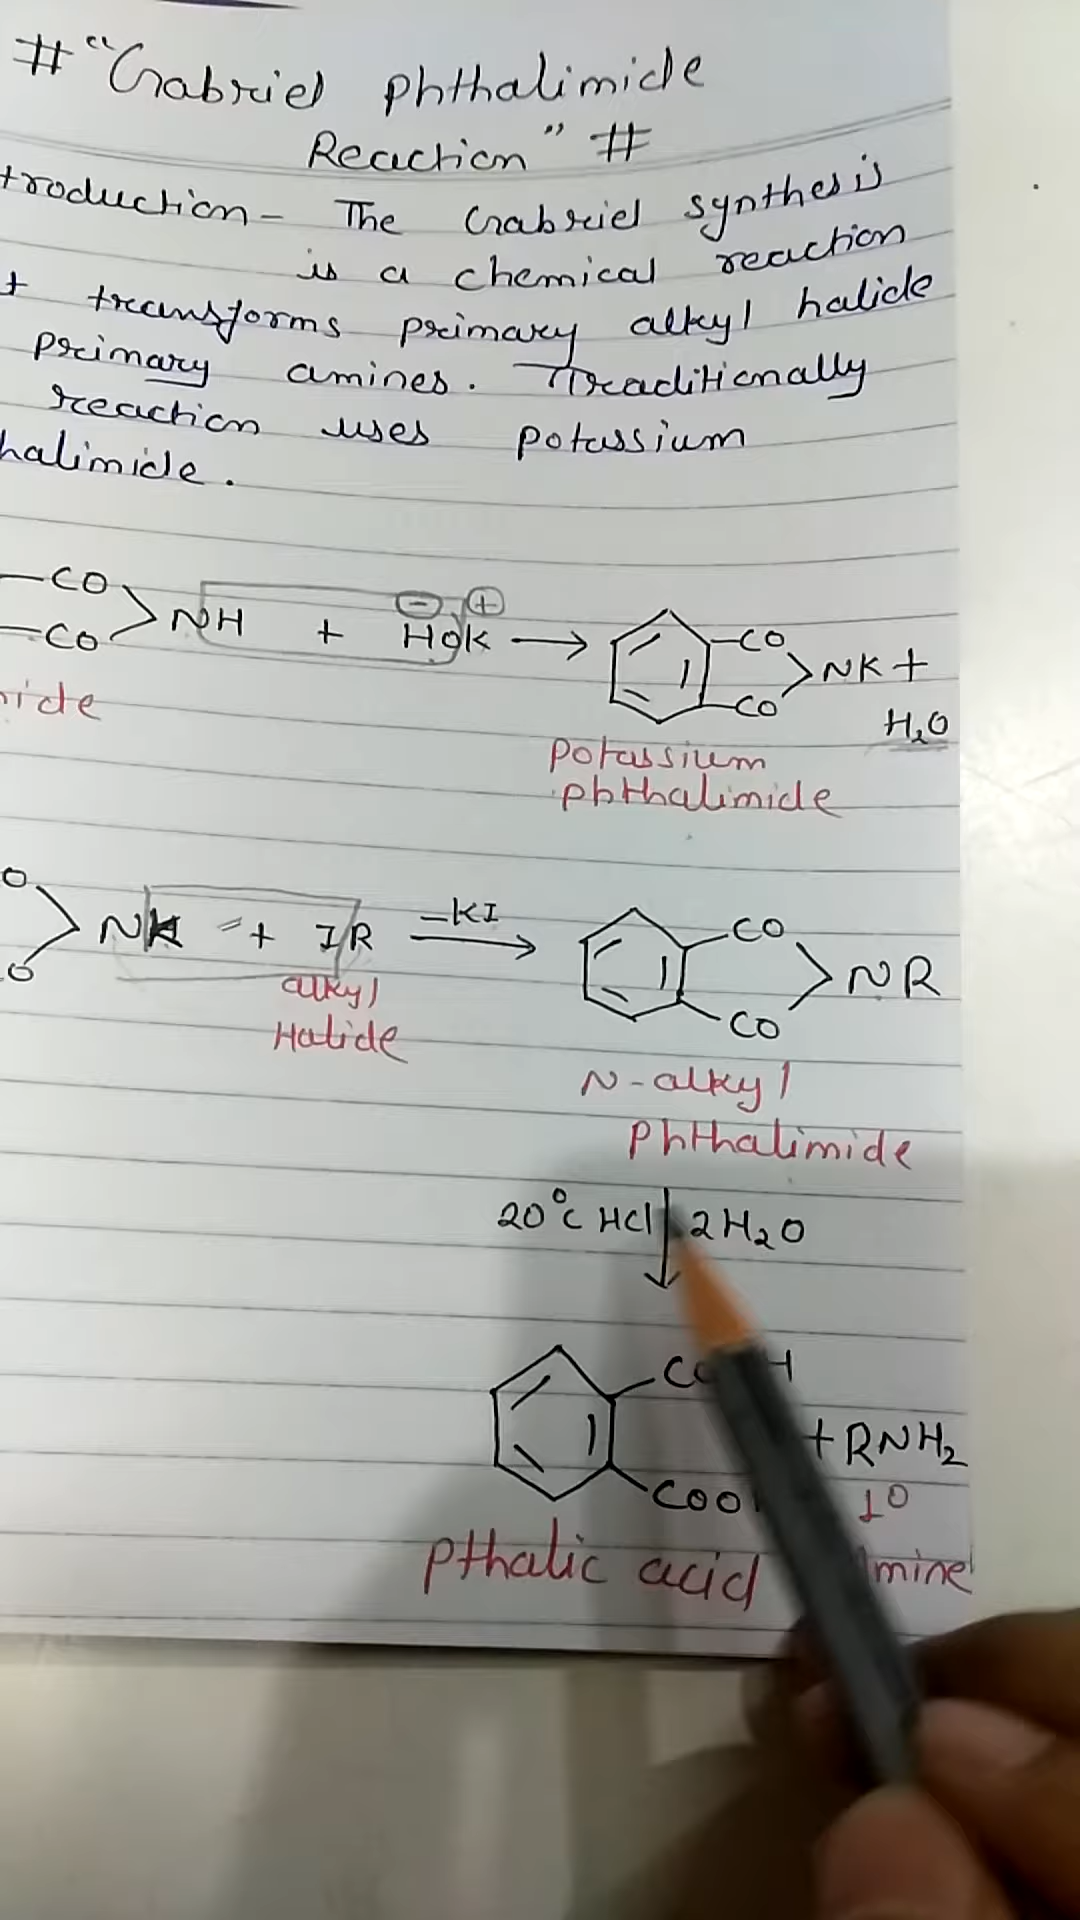 # "Gabriel phthalimide
Reaction" #
troduction - The Gabriel synthesis
is a chemical reaction
t transforms primary alkyl halide
primary amines. Traditionally
reaction uses potassium
halimide.
-CO
-CO
> NH + HOK → -CO -CO > NK +
⊖ ⊕
H₂O
mide
potassium
phthalimide
O
O
> NK + IR -KI → CO CO > NR
alkyl
Halide
N-alkyl
phthalimide
20°C HCl 2H₂O
+ RNH₂
1°
pthalic acid